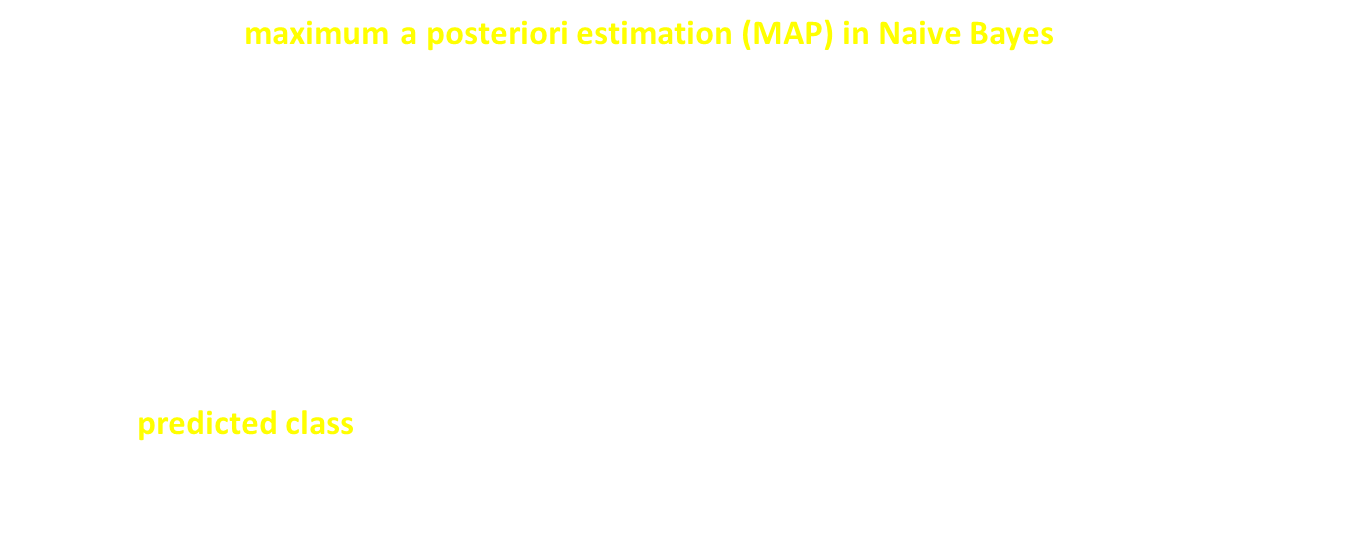 maximum a posteriori estimation (MAP) in Naive Bayes
predicted class